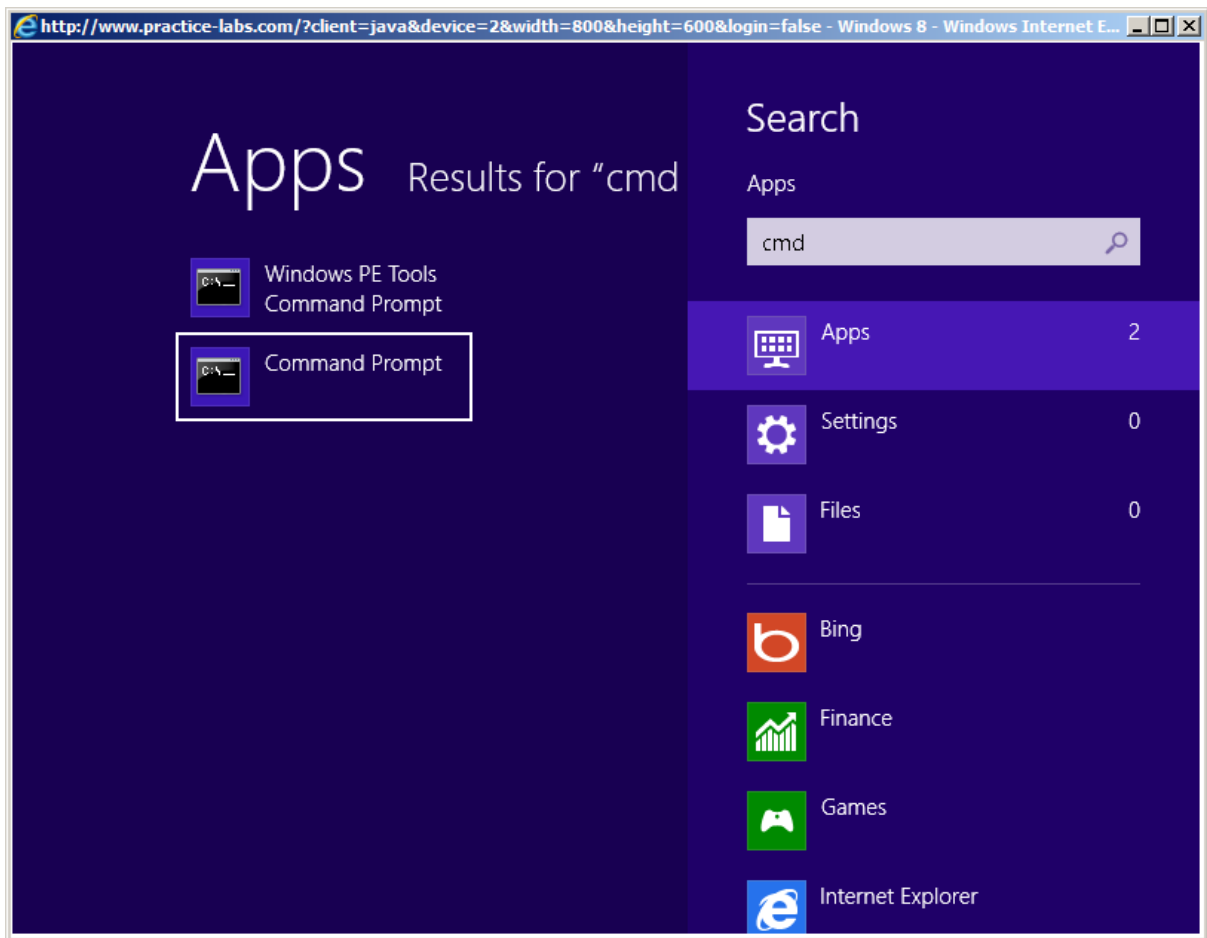 http://www.practice-labs.com/?client=java&device=2&width=800&height=600&login=false - Windows 8 - Windows Internet E...
Apps Results for “cmd
Windows PE Tools
Command Prompt
Command Prompt
Search
Apps
cmd
Apps 2
Settings 0
Files 0
Bing
Finance
Games
Internet Explorer